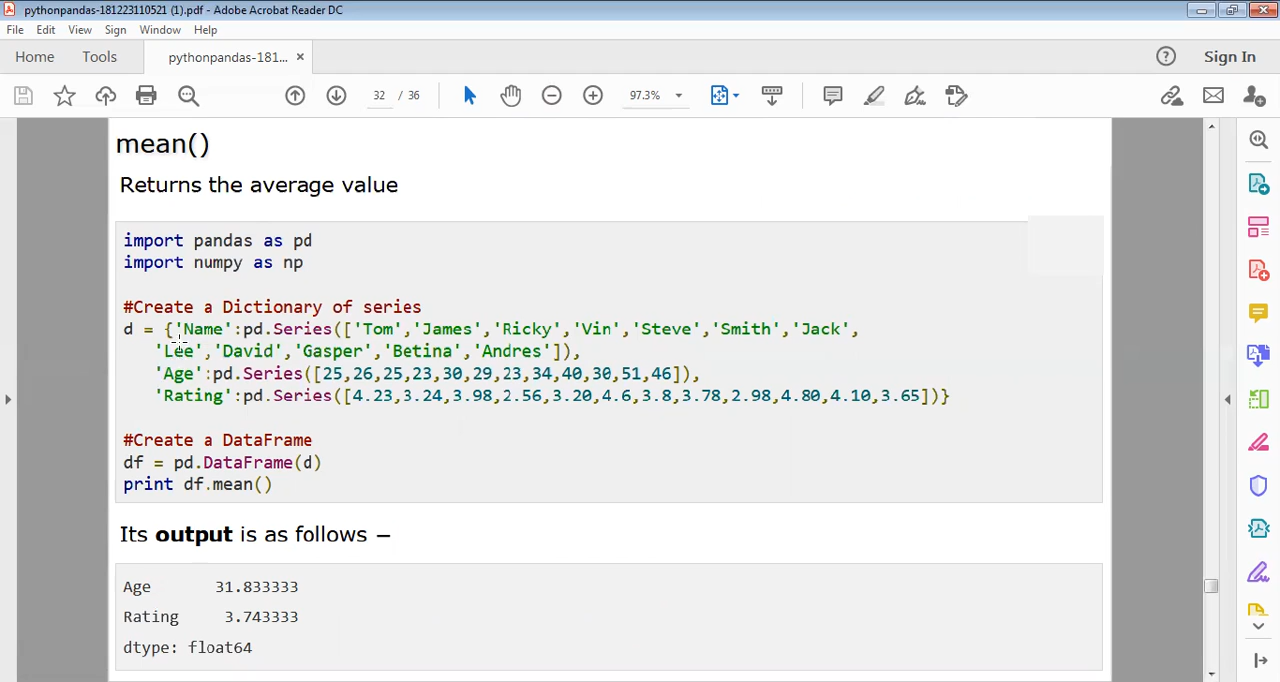 pythonpandas-181223110521 (1).pdf - Adobe Acrobat Reader DC
File Edit View Sign Window Help
Home Tools pythonpandas-181... × Sign In
32 / 36 97.3%
mean()
Returns the average value
import pandas as pd
import numpy as np
#Create a Dictionary of series
d = {'Name':pd.Series(['Tom','James','Ricky','Vin','Steve','Smith','Jack',
'Lee','David','Gasper','Betina','Andres']),
'Age':pd.Series([25,26,25,23,30,29,23,34,40,30,51,46]),
'Rating':pd.Series([4.23,3.24,3.98,2.56,3.20,4.6,3.8,3.78,2.98,4.80,4.10,3.65])}
#Create a DataFrame
df = pd.DataFrame(d)
print df.mean()
Its output is as follows −
Age 31.833333
Rating 3.743333
dtype: float64